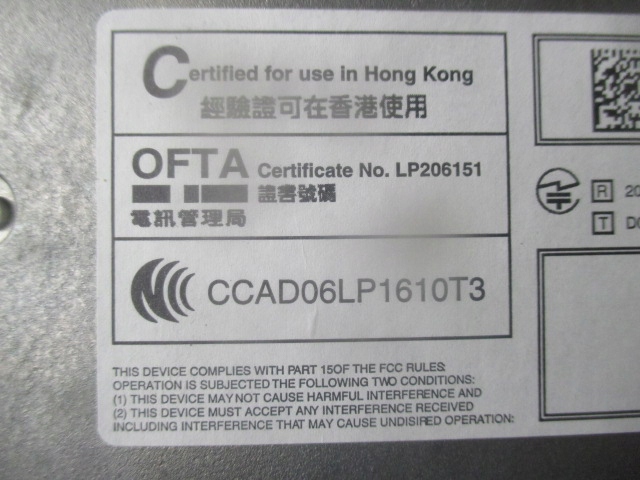 Certified for use in Hong Kong
經驗證可在香港使用
OFTA Certificate No. LP206151
證書號碼
電訊管理局
CCAD06LP1610T3
R 20
T D0
THIS DEVICE COMPLIES WITH PART 15OF THE FCC RULES:
OPERATION IS SUBJECTED THE FOLLOWING TWO CONDITIONS:
(1) THIS DEVICE MAY NOT CAUSE HARMFUL INTERFERENCE AND
(2) THIS DEVICE MUST ACCEPT ANY INTERFERENCE RECEIVED
INCLUDING INTERFERENCE THAT MAY CAUSE UNDISIRED OPERATION: